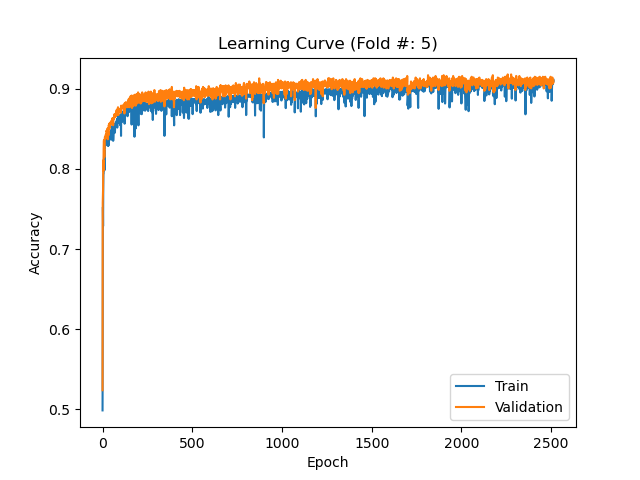 Learning Curve (Fold #: 5)
0.9
0.8
0.7
0.6
0.5
Accuracy
0
500
1000
1500
2000
2500
Epoch
Train
Validation